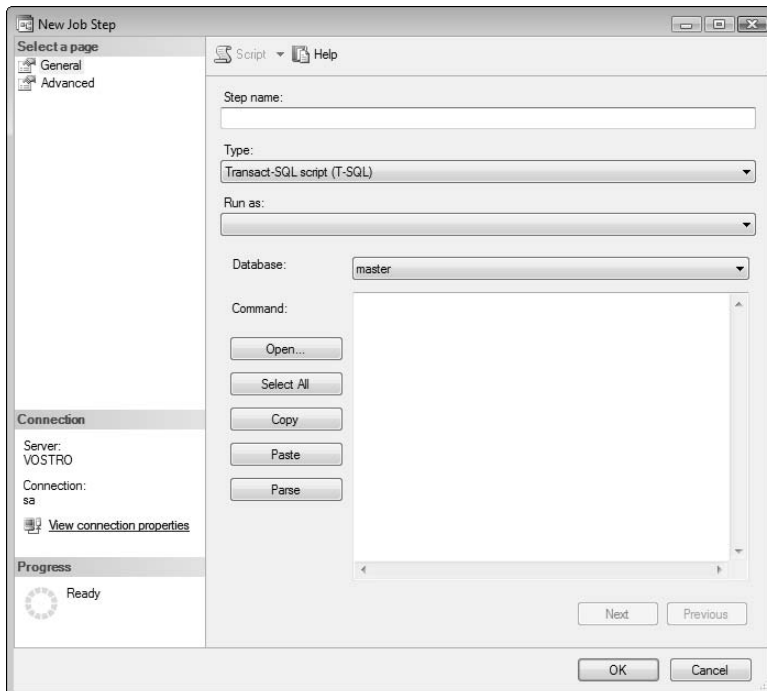 New Job Step
Select a page
General
Advanced
Script
Help
Step name:
Type:
Transact-SQL script (T-SQL)
Run as:
Database:
master
Command:
Open...
Select All
Copy
Paste
Parse
Connection
Server:
VOSTRO
Connection:
sa
View connection properties
Progress
Ready
Next
Previous
OK
Cancel